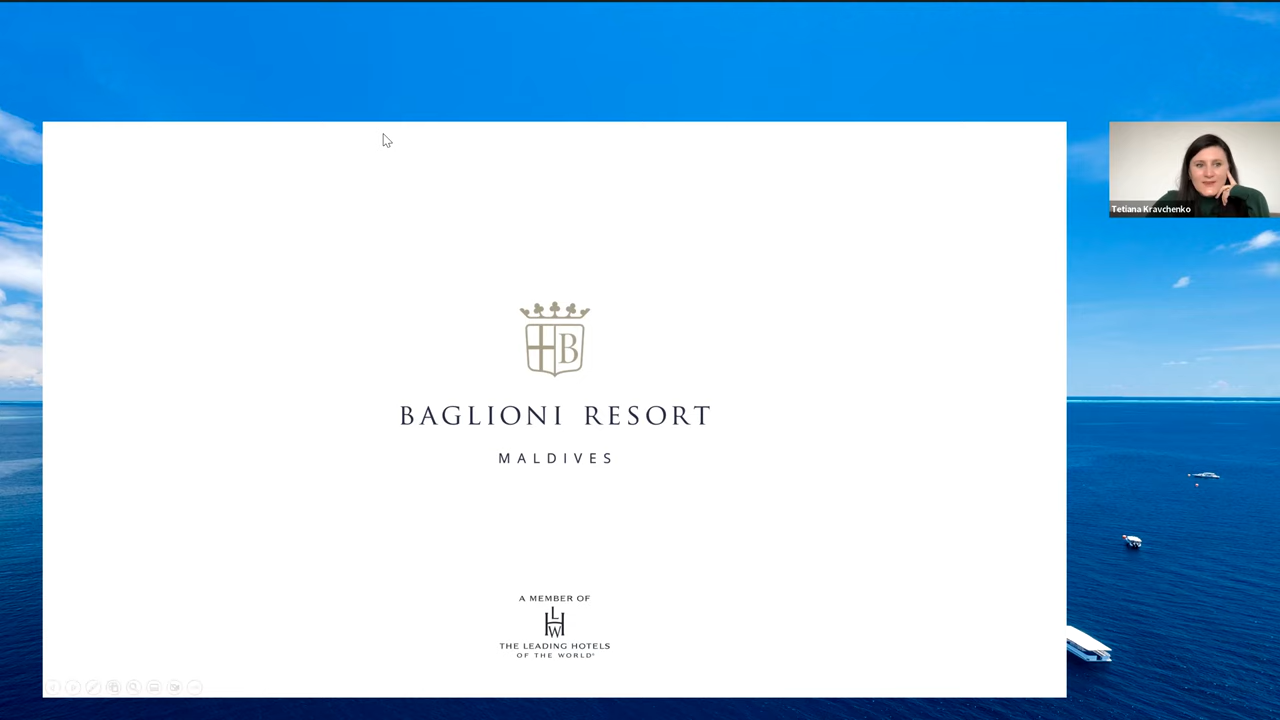 B
BAGLIONI RESORT
MALDIVES
A MEMBER OF
LHW
THE LEADING HOTELS
OF THE WORLD®
Tetiana Kravchenko